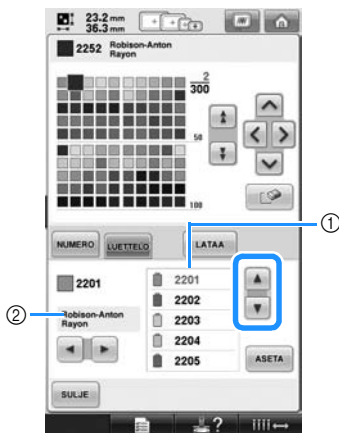 23.2 mm
36.3 mm
2252 Robison-Anton
Rayon
2
300
50
100
NUMERO LUETTELO LATAA
①
2201
2201
2202
② Robison-Anton
Rayon
2203
2204
2205
ASETA
SULJE
?